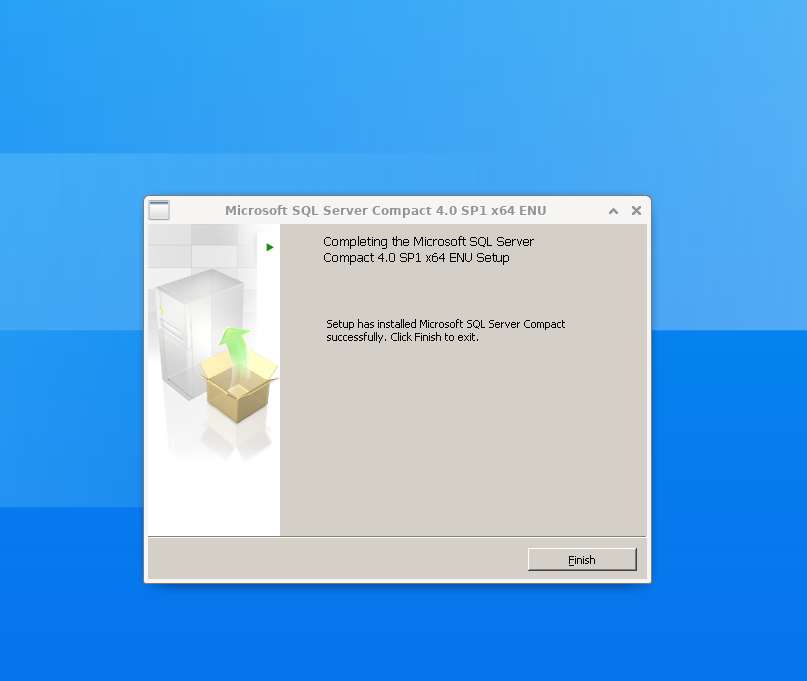 Microsoft SQL Server Compact 4.0 SP1 x64 ENU
Completing the Microsoft SQL Server
Compact 4.0 SP1 x64 ENU Setup
Setup has installed Microsoft SQL Server Compact
successfully. Click Finish to exit.
Finish